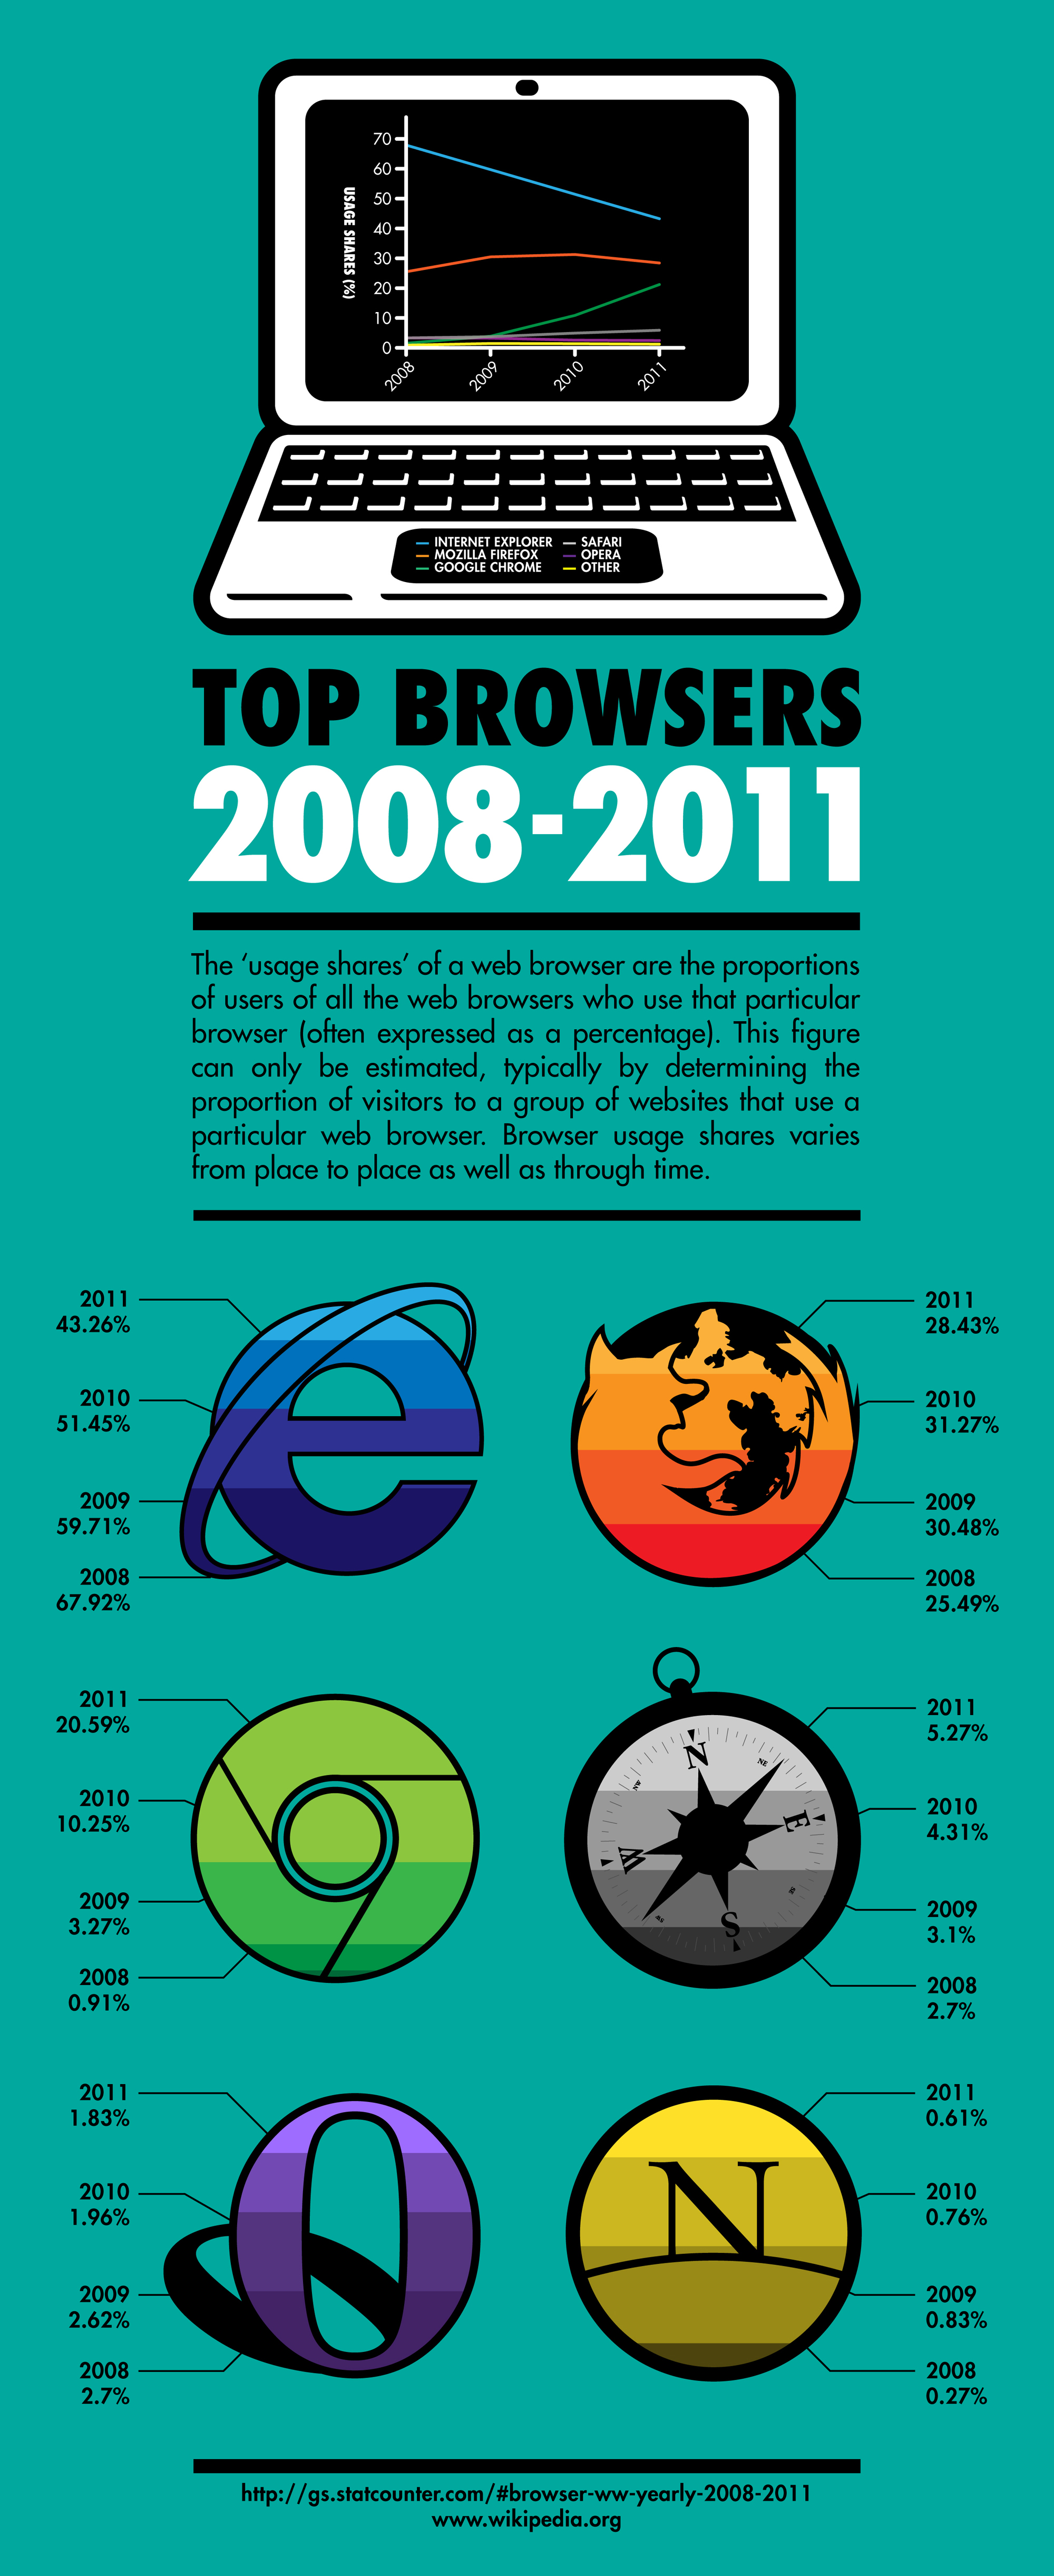 70
60
50
40
30
20
10
0
USAGE SHARES (%)
2008 2009 2010 2011
INTERNET EXPLORER
MOZILLA FIREFOX
GOOGLE CHROME
SAFARI
OPERA
OTHER
TOP BROWSERS
2008-2011
The ‘usage shares’ of a web browser are the proportions
of users of all the web browsers who use that particular
browser (often expressed as a percentage). This figure
can only be estimated, typically by determining the
proportion of visitors to a group of websites that use a
particular web browser. Browser usage shares varies
from place to place as well as through time.
2011
43.26%
2010
51.45%
2009
59.71%
2008
67.92%
2011
28.43%
2010
31.27%
2009
30.48%
2008
25.49%
2011
20.59%
2010
10.25%
2009
3.27%
2008
0.91%
N
NE
E
S
W
NW
2011
5.27%
2010
4.31%
2009
3.1%
2008
2.7%
2011
1.83%
2010
1.96%
2009
2.62%
2008
2.7%
N
2011
0.61%
2010
0.76%
2009
0.83%
2008
0.27%
http://gs.statcounter.com/#browser-ww-yearly-2008-2011
www.wikipedia.org